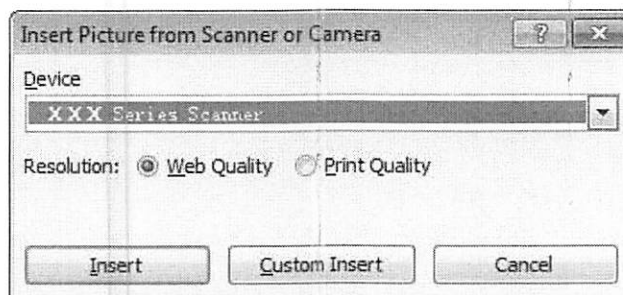 Insert Picture from Scanner or Camera
?
Device
XXX Series Scanner
Resolution: Web Quality Print Quality
Insert Custom Insert Cancel